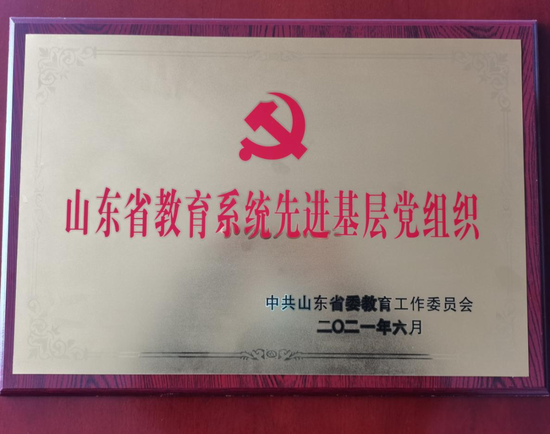 山东省教育系统先进基层党组织
中共山东省委教育工作委员会
二〇二一年六月